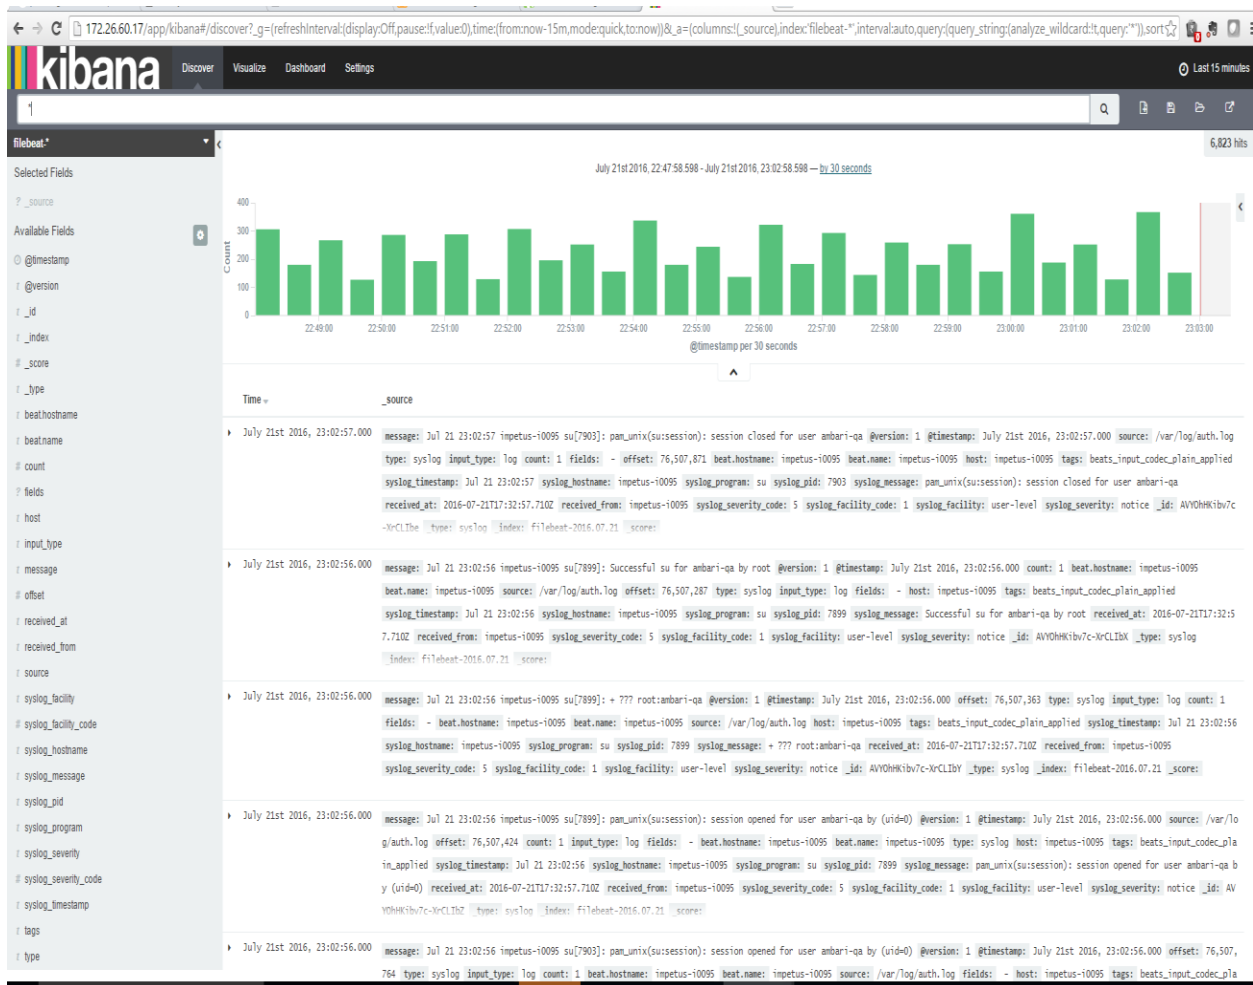 172.26.60.17/app/kibana#/discover?_g=(refreshInterval:(display:Off,pause:!f,value:0),time:(from:now-15m,mode:quick,to:now))&_a=(columns:!(_source),index:'filebeat-*',interval:auto,query:(query_string:(analyze_wildcard:!t,query:'*')),sort
kibana Discover Visualize Dashboard Settings Last 15 minutes
*
filebeat-*
6,823 hits
Selected Fields
? _source
Available Fields
@timestamp
t @version
t _id
t _index
# _score
t _type
t beat.hostname
t beat.name
# count
? fields
t host
t input_type
t message
# offset
t received_at
t received_from
t source
t syslog_facility
# syslog_facility_code
t syslog_hostname
t syslog_message
t syslog_pid
t syslog_program
t syslog_severity
# syslog_severity_code
t syslog_timestamp
t tags
t type
July 21st 2016, 22:47:58.598 - July 21st 2016, 23:02:58.598 — by 30 seconds
400
300
200
100
0
Count
22:49:00 22:50:00 22:51:00 22:52:00 22:53:00 22:54:00 22:55:00 22:56:00 22:57:00 22:58:00 22:59:00 23:00:00 23:01:00 23:02:00 23:03:00
@timestamp per 30 seconds
Time _source
July 21st 2016, 23:02:57.000 message: Jul 21 23:02:57 impetus-i0095 su[7903]: pam_unix(su:session): session closed for user ambari-qa @version: 1 @timestamp: July 21st 2016, 23:02:57.000 source: /var/log/auth.log
type: syslog input_type: log count: 1 fields: - offset: 76,507,871 beat.hostname: impetus-i0095 beat.name: impetus-i0095 host: impetus-i0095 tags: beats_input_codec_plain_applied
syslog_timestamp: Jul 21 23:02:57 syslog_hostname: impetus-i0095 syslog_program: su syslog_pid: 7903 syslog_message: pam_unix(su:session): session closed for user ambari-qa
received_at: 2016-07-21T17:32:57.710Z received_from: impetus-i0095 syslog_severity_code: 5 syslog_facility_code: 1 syslog_facility: user-level syslog_severity: notice _id: AVYOhHKibv7c
-XrCLIbe _type: syslog _index: filebeat-2016.07.21 _score:
July 21st 2016, 23:02:56.000 message: Jul 21 23:02:56 impetus-i0095 su[7899]: Successful su for ambari-qa by root @version: 1 @timestamp: July 21st 2016, 23:02:56.000 count: 1 beat.hostname: impetus-i0095
beat.name: impetus-i0095 source: /var/log/auth.log offset: 76,507,287 type: syslog input_type: log fields: - host: impetus-i0095 tags: beats_input_codec_plain_applied
syslog_timestamp: Jul 21 23:02:56 syslog_hostname: impetus-i0095 syslog_program: su syslog_pid: 7899 syslog_message: Successful su for ambari-qa by root received_at: 2016-07-21T17:32:5
7.710Z received_from: impetus-i0095 syslog_severity_code: 5 syslog_facility_code: 1 syslog_facility: user-level syslog_severity: notice _id: AVYOhHKibv7c-XrCLIbX _type: syslog
_index: filebeat-2016.07.21 _score:
July 21st 2016, 23:02:56.000 message: Jul 21 23:02:56 impetus-i0095 su[7899]: + ??? root:ambari-qa @version: 1 @timestamp: July 21st 2016, 23:02:56.000 offset: 76,507,363 type: syslog input_type: log count: 1
fields: - beat.hostname: impetus-i0095 beat.name: impetus-i0095 source: /var/log/auth.log host: impetus-i0095 tags: beats_input_codec_plain_applied syslog_timestamp: Jul 21 23:02:56
syslog_hostname: impetus-i0095 syslog_program: su syslog_pid: 7899 syslog_message: + ??? root:ambari-qa received_at: 2016-07-21T17:32:57.710Z received_from: impetus-i0095
syslog_severity_code: 5 syslog_facility_code: 1 syslog_facility: user-level syslog_severity: notice _id: AVYOhHKibv7c-XrCLIbY _type: syslog _index: filebeat-2016.07.21 _score:
July 21st 2016, 23:02:56.000 message: Jul 21 23:02:56 impetus-i0095 su[7899]: pam_unix(su:session): session opened for user ambari-qa by (uid=0) @version: 1 @timestamp: July 21st 2016, 23:02:56.000 source: /var/lo
g/auth.log offset: 76,507,424 count: 1 input_type: log fields: - beat.hostname: impetus-i0095 beat.name: impetus-i0095 type: syslog host: impetus-i0095 tags: beats_input_codec_pla
in_applied syslog_timestamp: Jul 21 23:02:56 syslog_hostname: impetus-i0095 syslog_program: su syslog_pid: 7899 syslog_message: pam_unix(su:session): session opened for user ambari-qa b
y (uid=0) received_at: 2016-07-21T17:32:57.710Z received_from: impetus-i0095 syslog_severity_code: 5 syslog_facility_code: 1 syslog_facility: user-level syslog_severity: notice _id: AV
YOhHKibv7c-XrCLIbZ _type: syslog _index: filebeat-2016.07.21 _score:
July 21st 2016, 23:02:56.000 message: Jul 21 23:02:56 impetus-i0095 su[7903]: pam_unix(su:session): session opened for user ambari-qa by (uid=0) @version: 1 @timestamp: July 21st 2016, 23:02:56.000 offset: 76,507,
764 type: syslog input_type: log count: 1 beat.hostname: impetus-i0095 beat.name: impetus-i0095 source: /var/log/auth.log fields: - host: impetus-i0095 tags: beats_input_codec_pla